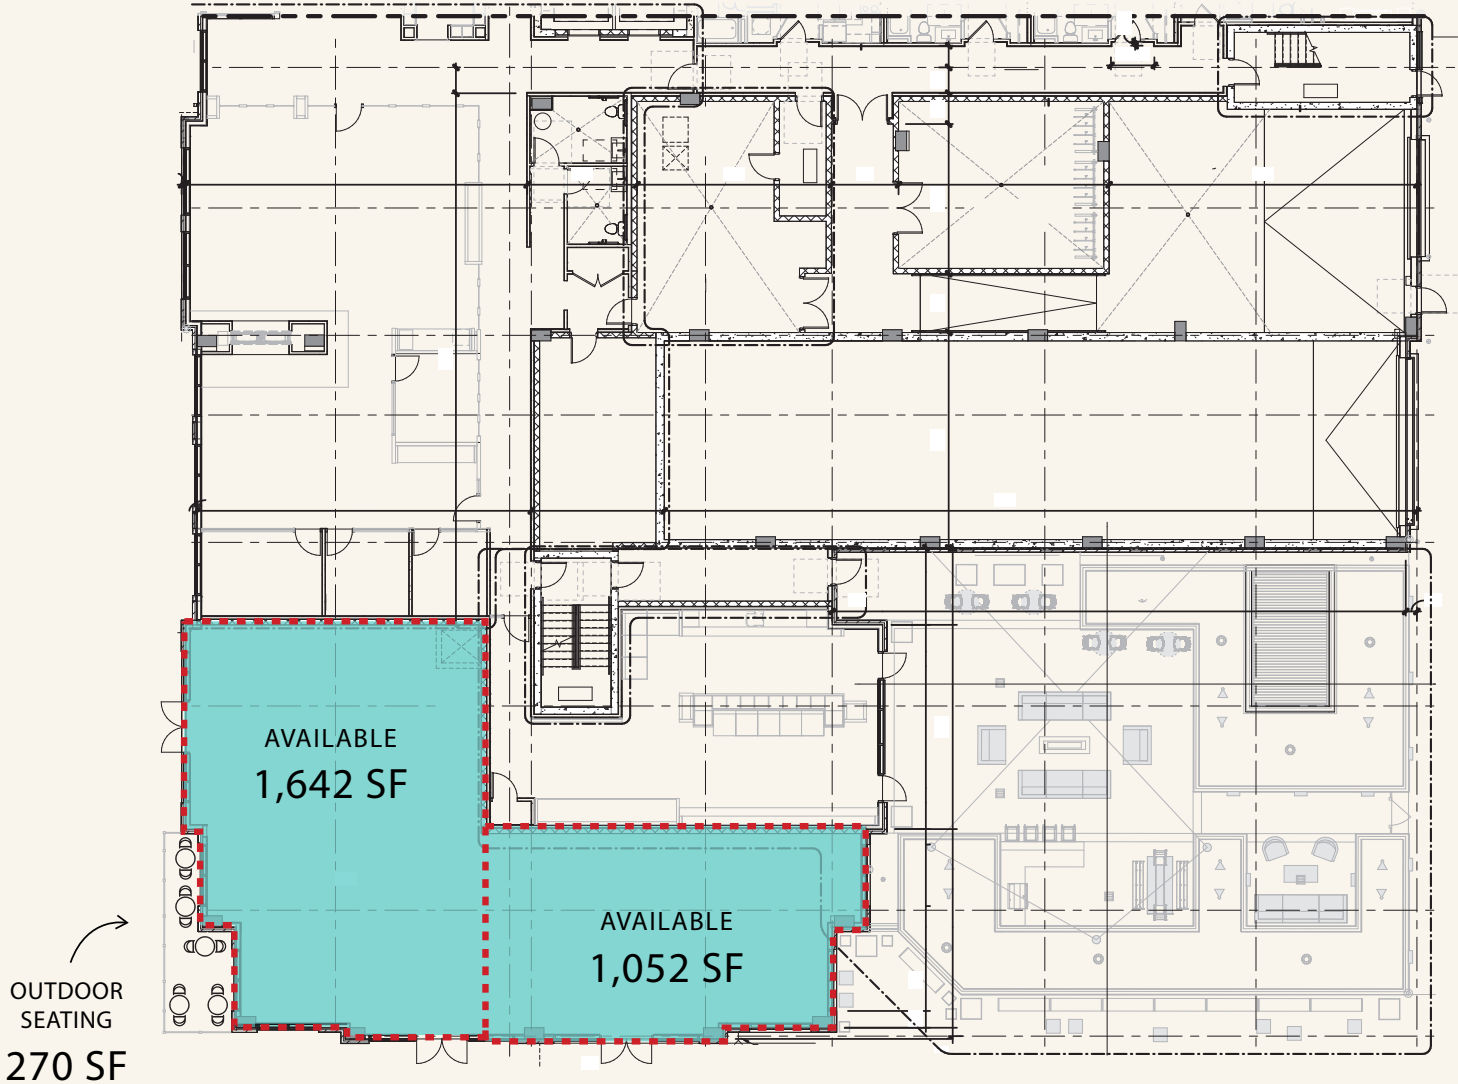 AVAILABLE
1,642 SF
AVAILABLE
1,052 SF
OUTDOOR
SEATING
270 SF